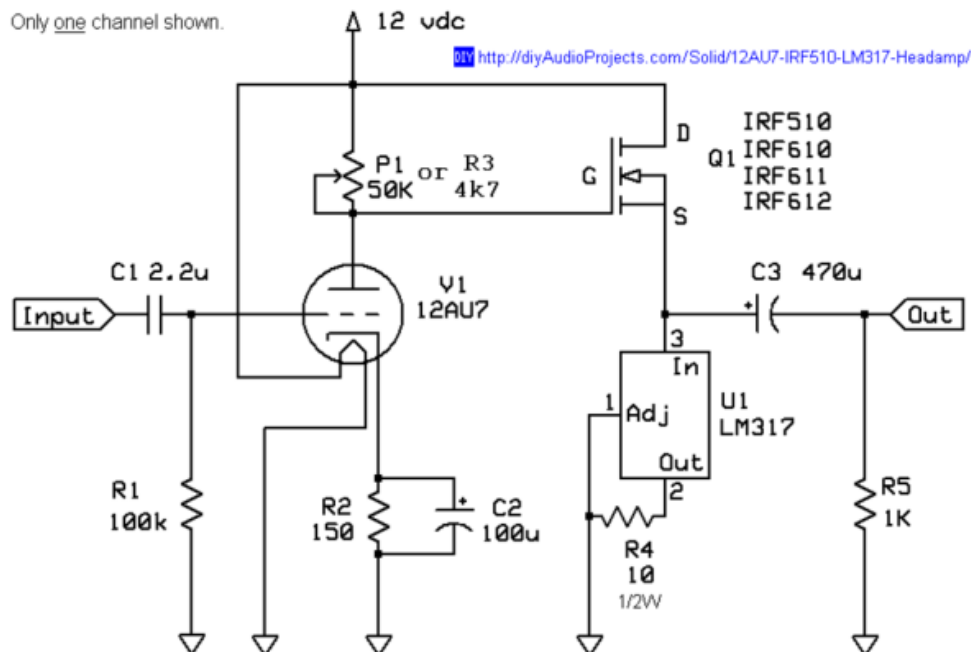 Only one channel shown.
12 vdc
DIY http://diyAudioProjects.com/Solid/12AU7-IRF510-LM317-Headamp/
P1 or R3
50K 4k7
D
G
S
Q1
IRF510
IRF610
IRF611
IRF612
C1 2.2u
V1
12AU7
C3 470u
+
Input
Out
3
In
1
Adj
U1
LM317
Out
2
R1
100k
R2
150
+
C2
100u
R4
10
1/2W
R5
1K